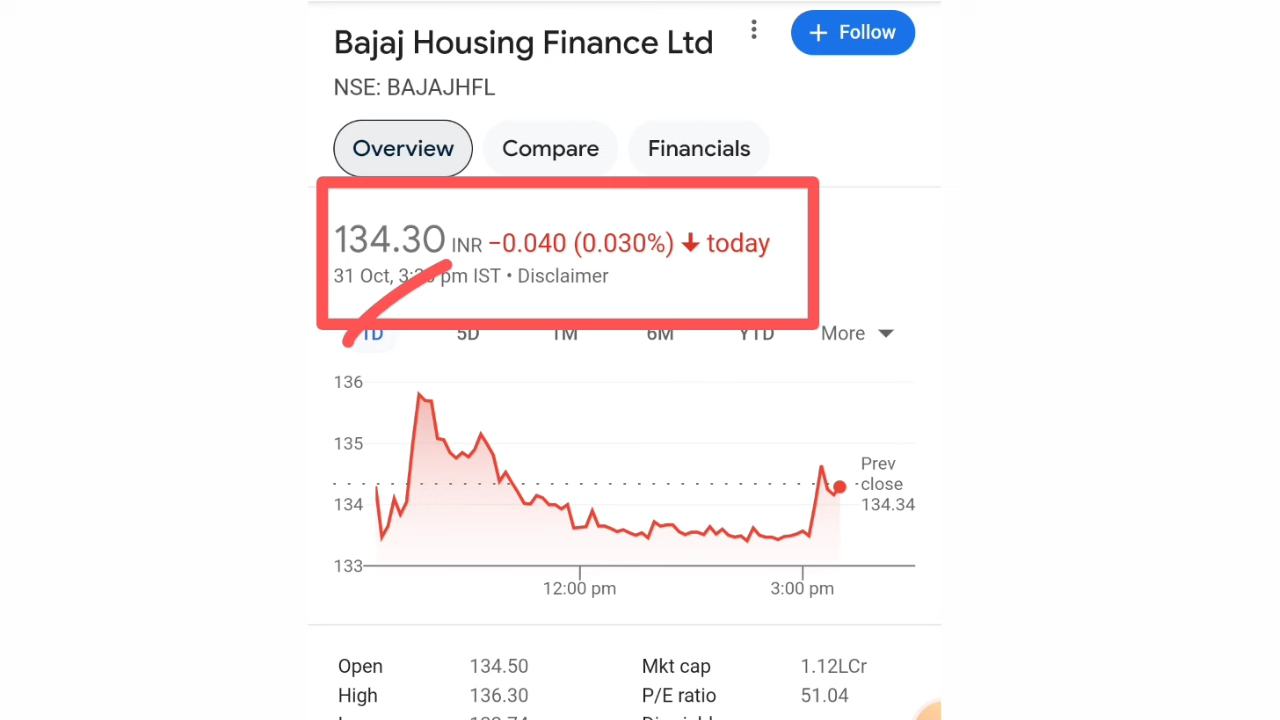 Bajaj Housing Finance Ltd
+ Follow
NSE: BAJAJHFL
Overview Compare Financials
134.30 INR −0.040 (0.030%) ↓ today
31 Oct, pm IST • Disclaimer
1D 5D 1M 6M YTD More
136
135
134
133
Prev
close
134.34
12:00 pm 3:00 pm
Open 134.50 Mkt cap 1.12LCr
High 136.30 P/E ratio 51.04